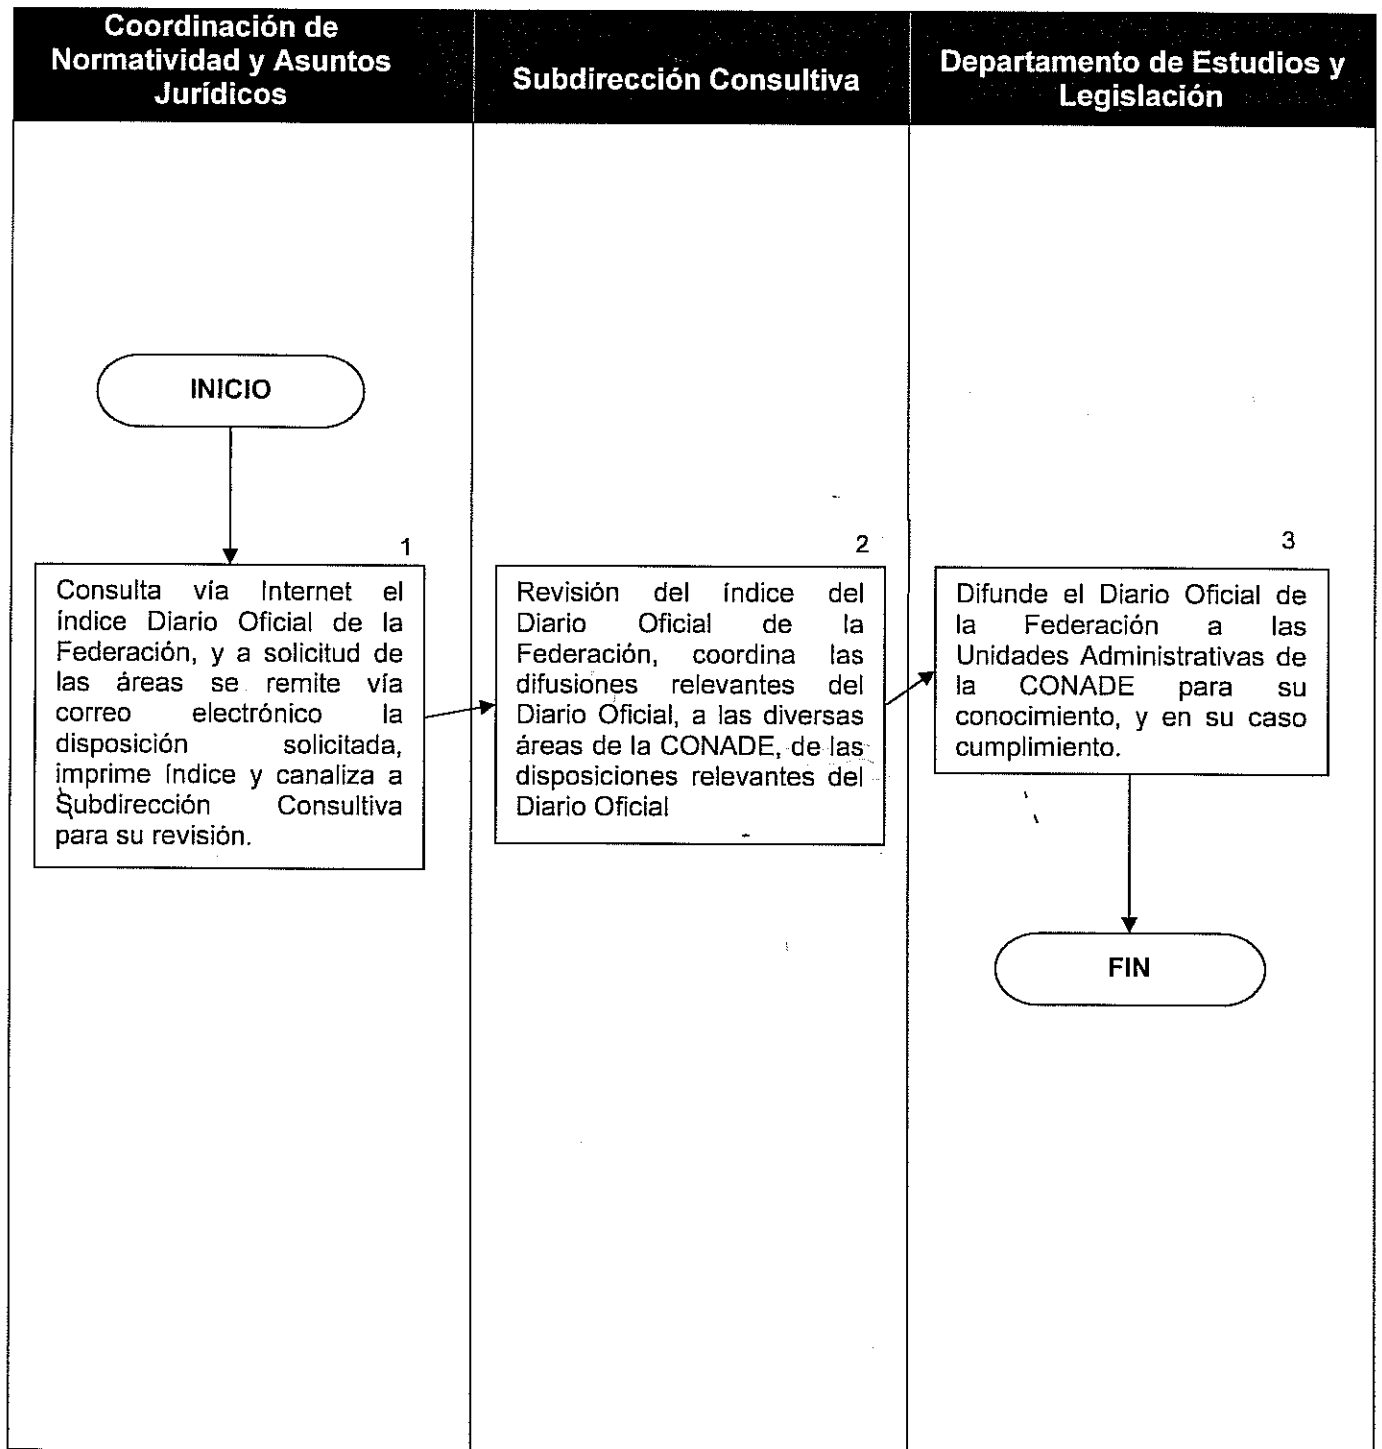 Coordinación de
Normatividad y Asuntos
Jurídicos
Subdirección Consultiva
Departamento de Estudios y
Legislación
INICIO
1
Consulta vía Internet el
índice Diario Oficial de la
Federación, y a solicitud de
las áreas se remite vía
correo electrónico la
disposición solicitada,
imprime índice y canaliza a
Subdirección Consultiva
para su revisión.
2
Revisión del índice del
Diario Oficial de la
Federación, coordina las
difusiones relevantes del
Diario Oficial, a las diversas
áreas de la CONADE, de las
disposiciones relevantes del
Diario Oficial
3
Difunde el Diario Oficial de
la Federación a las
Unidades Administrativas de
la CONADE para su
conocimiento, y en su caso
cumplimiento.
FIN